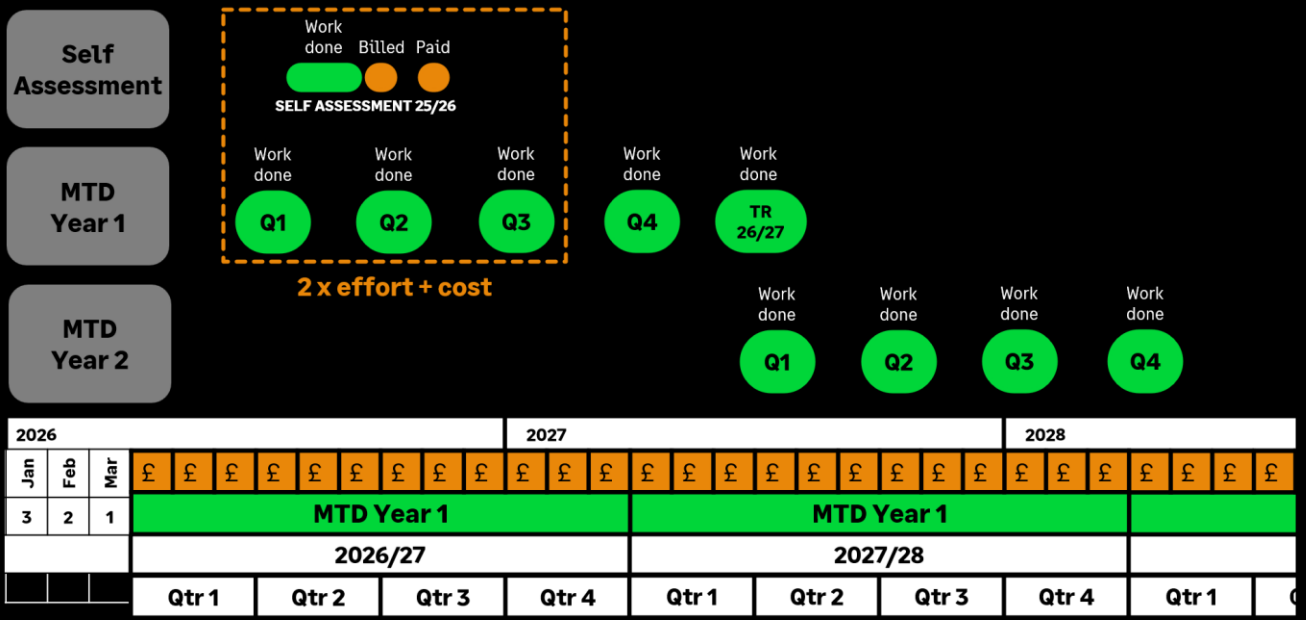 Self
Assessment
Work
done Billed Paid
SELF ASSESSMENT 25/26
MTD
Year 1
Work
done
Work
done
Work
done
Work
done
Work
done
Q1
Q2
Q3
Q4
TR
26/27
2 x effort + cost
MTD
Year 2
Work
done
Work
done
Work
done
Work
done
Q1
Q2
Q3
Q4
2026 2027 2028
Jan Feb Mar £ £ £ £ £ £ £ £ £ £ £ £ £ £ £ £ £ £ £ £ £ £ £ £ £ £ £ £
3 2 1 MTD Year 1 MTD Year 1
2026/27 2027/28
Qtr 1 Qtr 2 Qtr 3 Qtr 4 Qtr 1 Qtr 2 Qtr 3 Qtr 4 Qtr 1